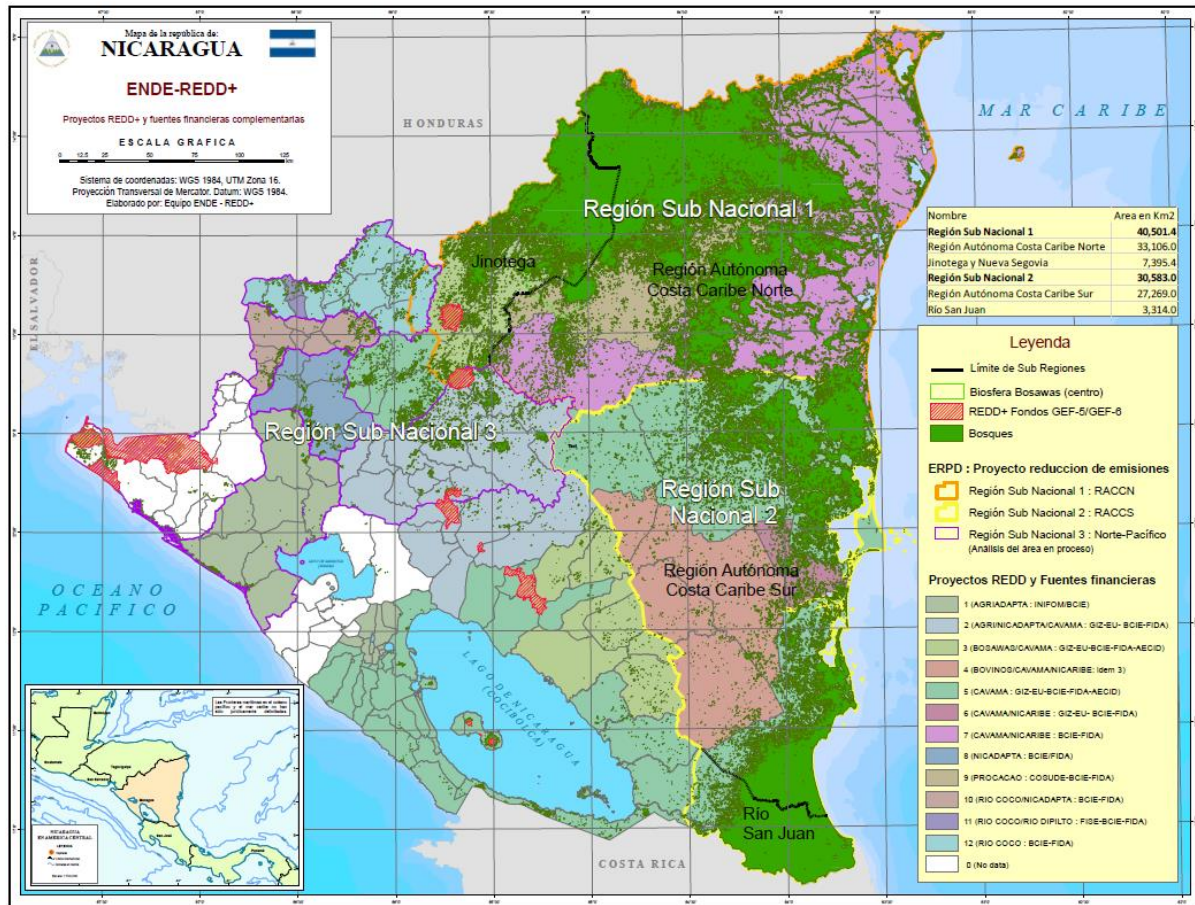 Mapa de la república de:
NICARAGUA
ENDE-REDD+
Proyectos REDD+ y fuentes financieras complementarias
ESCALA GRAFICA
0 12.5 25 50 75 100 125
Sistema de coordenadas: WGS 1984, UTM Zona 16.
Proyección Transversal de Mercator. Datum: WGS 1984.
Elaborado por: Equipo ENDE - REDD+
HONDURAS
MAR CARIBE
EL SALVADOR
Región Sub Nacional 1
Jinotega
Región Autónoma
Costa Caribe Norte
Región Sub Nacional 3
Región Sub
Nacional 2
Región Autónoma
Costa Caribe Sur
OCEANO
PACIFICO
LAGO DE NICARAGUA
(COCIBOLCA)
Río
San Juan
COSTA RICA
Nombre Area en Km2
Región Sub Nacional 1 40,501.4
Región Autónoma Costa Caribe Norte 33,106.0
Jinotega y Nueva Segovia 7,395.4
Región Sub Nacional 2 30,583.0
Región Autónoma Costa Caribe Sur 27,269.0
Río San Juan 3,314.0
Leyenda
Límite de Sub Regiones
Biosfera Bosawas (centro)
REDD+ Fondos GEF-5/GEF-6
Bosques
ERPD : Proyecto reduccion de emisiones
Región Sub Nacional 1 : RACCN
Región Sub Nacional 2 : RACCS
Región Sub Nacional 3 : Norte-Pacífico
(Análisis del área en proceso)
Proyectos REDD y Fuentes financieras
1 (AGRIADAPTA : INIFOM/BCIE)
2 (AGRI/NICADAPTA/CAVAMA : GIZ-EU- BCIE-FIDA)
3 (BOSAWAS/CAVAMA : GIZ-EU-BCIE-FIDA-AECID)
4 (BOVINOS/CAVAMA/NICARIBE: Idem 3)
5 (CAVAMA : GIZ-EU-BCIE-FIDA-AECID)
6 (CAVAMA/NICARIBE : GIZ-EU- BCIE-FIDA)
7 (CAVAMA/NICARIBE : BCIE-FIDA)
8 (NICADAPTA : BCIE/FIDA)
9 (PROCACAO : COSUDE-BCIE-FIDA)
10 (RIO COCO/NICADAPTA : BCIE-FIDA)
11 (RIO COCO/RIO DIPILTO : FISE-BCIE-FIDA)
12 (RIO COCO : BCIE-FIDA)
0 (No data)
NICARAGUA
EN AMERICA CENTRAL